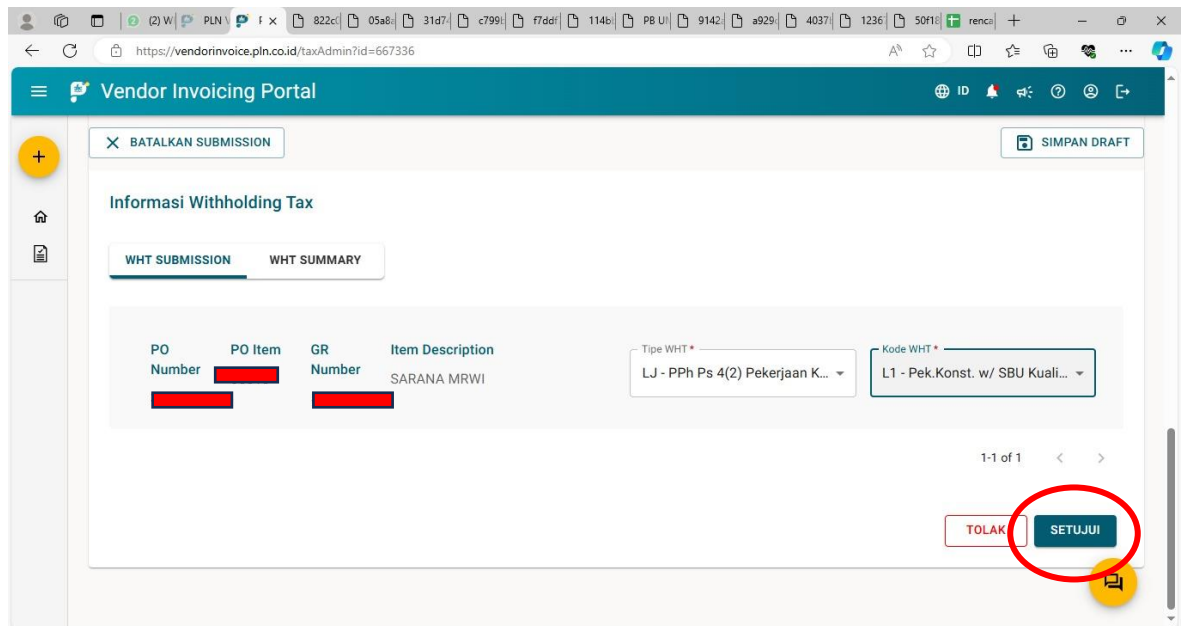 (2) W
PLN
822c
05a8
31d7
c799
f7ddf
114b
PB U
9142
a929
4037
1236
50f18
renca
https://vendorinvoice.pln.co.id/taxAdmin?id=667336
Vendor Invoicing Portal
ID
BATALKAN SUBMISSION
SIMPAN DRAFT
Informasi Withholding Tax
WHT SUBMISSION
WHT SUMMARY
PO Number
PO Item
GR Number
Item Description
SARANA MRWI
Tipe WHT *
LJ - PPh Ps 4(2) Pekerjaan K...
Kode WHT *
L1 - Pek.Konst. w/ SBU Kuali...
1-1 of 1
TOLAK
SETUJUI